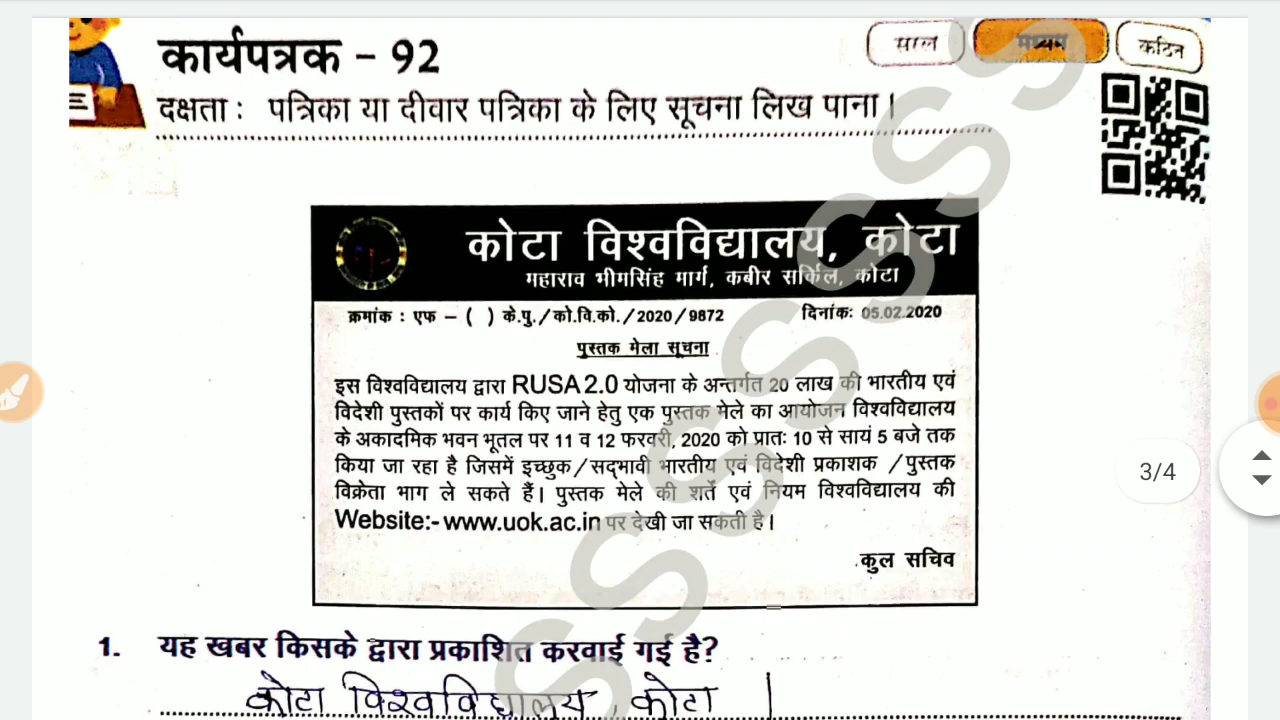 कार्यपत्रक - 92
सरल मध्यम कठिन
दक्षता : पत्रिका या दीवार पत्रिका के लिए सूचना लिख पाना।
कोटा विश्वविद्यालय, कोटा
महाराव भीमसिंह मार्ग, कबीर सर्किल, कोटा
क्रमांक : एफ - ( ) के.पु./को.वि.को./2020/9872 दिनांक: 05.02.2020
पुस्तक मेला सूचना
इस विश्वविद्यालय द्वारा RUSA 2.0 योजना के अन्तर्गत 20 लाख की भारतीय एवं
विदेशी पुस्तकों पर कार्य किए जाने हेतु एक पुस्तक मेले का आयोजन विश्वविद्यालय
के अकादमिक भवन भूतल पर 11 व 12 फरवरी, 2020 को प्रातः 10 से सायं 5 बजे तक
किया जा रहा है जिसमें इच्छुक/सद्भावी भारतीय एवं विदेशी प्रकाशक /पुस्तक
विक्रेता भाग ले सकते हैं। पुस्तक मेले की शर्ते एवं नियम विश्वविद्यालय की
Website:- www.uok.ac.in पर देखी जा सकती है।
कुल सचिव
3/4
1. यह खबर किसके द्वारा प्रकाशित करवाई गई है?
कोटा विश्वविद्यालय कोटा |
SSSSS